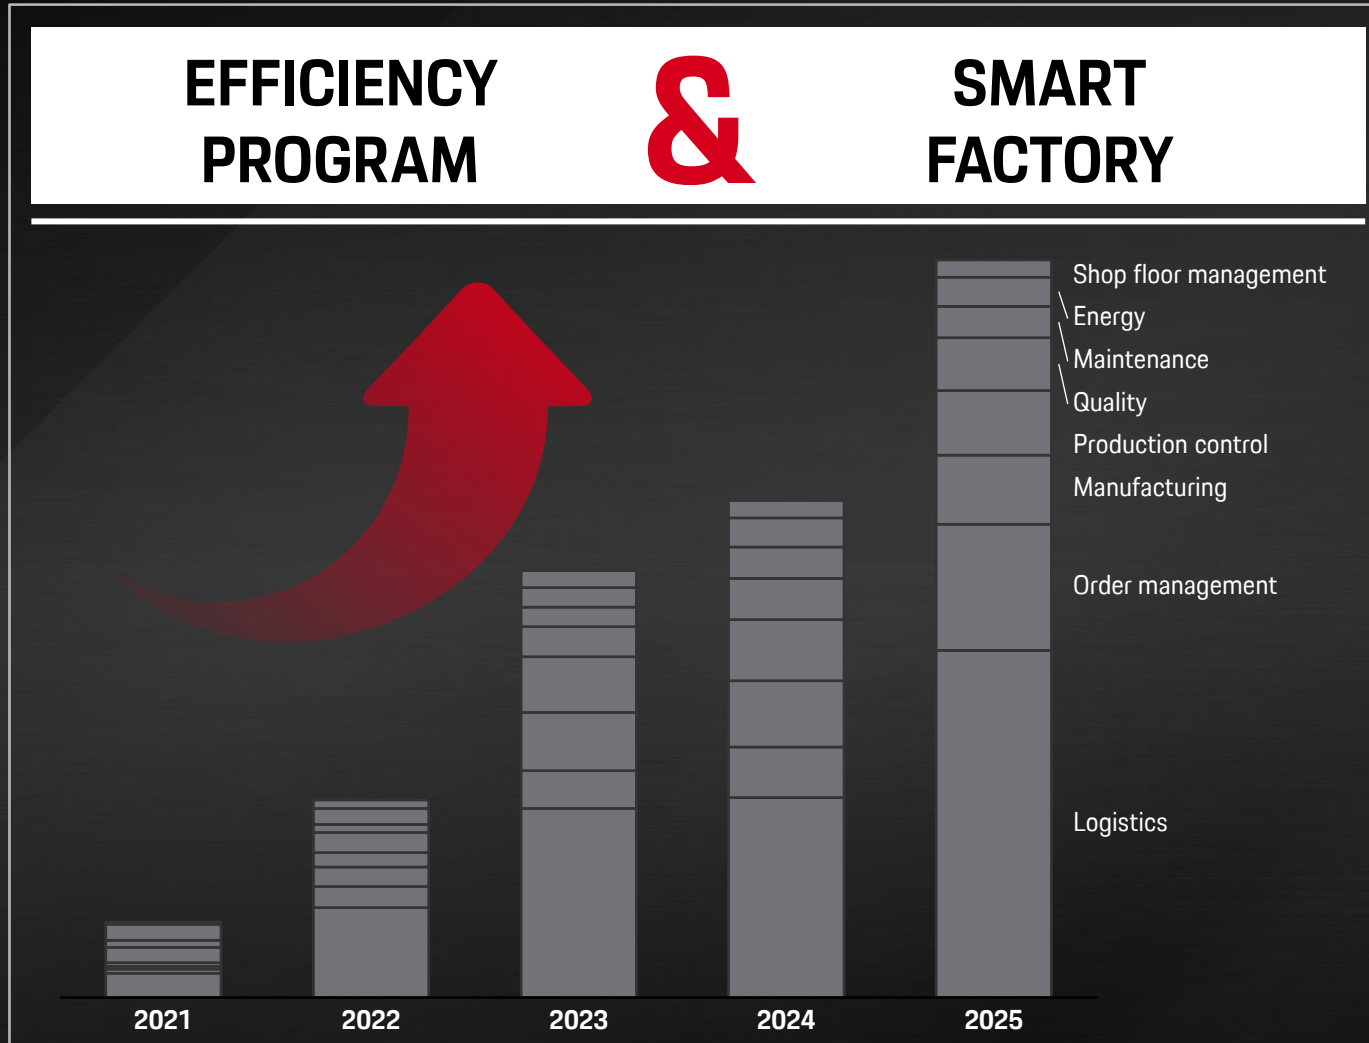 EFFICIENCY
PROGRAM
&
SMART
FACTORY
Shop floor management
Energy
Maintenance
Quality
Production control
Manufacturing
Order management
Logistics
2021
2022
2023
2024
2025